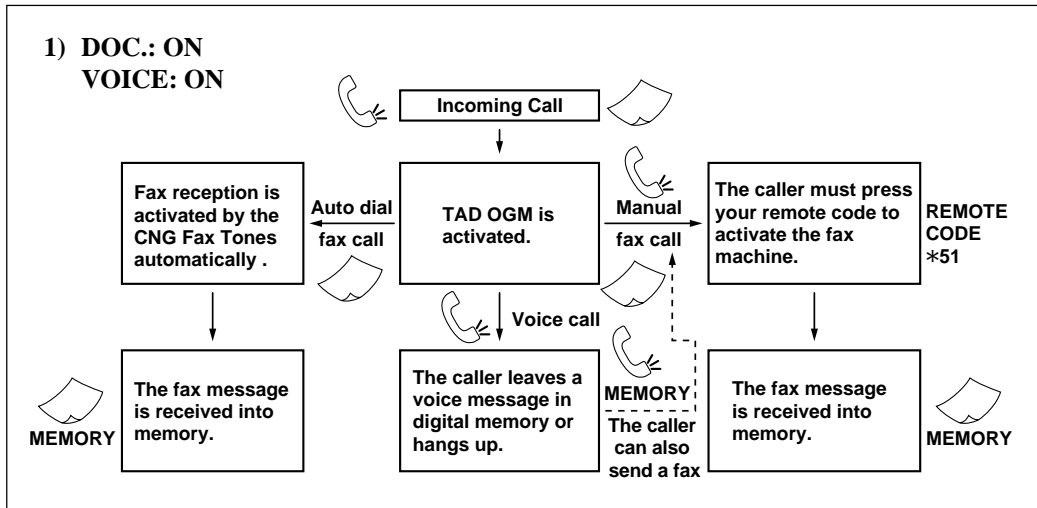 1) DOC.: ON
VOICE: ON
Incoming Call
Fax reception is
activated by the
CNG Fax Tones
automatically .
Auto dial
fax call
TAD OGM is
activated.
Manual
fax call
The caller must press
your remote code to
activate the fax
machine.
REMOTE
CODE
∗51
Voice call
MEMORY
The fax message
is received into
memory.
The caller leaves a
voice message in
digital memory or
hangs up.
MEMORY
The caller
can also
send a fax
The fax message
is received into
memory.
MEMORY